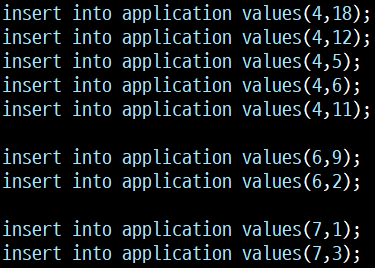 insert into application values(4,18);
insert into application values(4,12);
insert into application values(4,5);
insert into application values(4,6);
insert into application values(4,11);
insert into application values(6,9);
insert into application values(6,2);
insert into application values(7,1);
insert into application values(7,3);